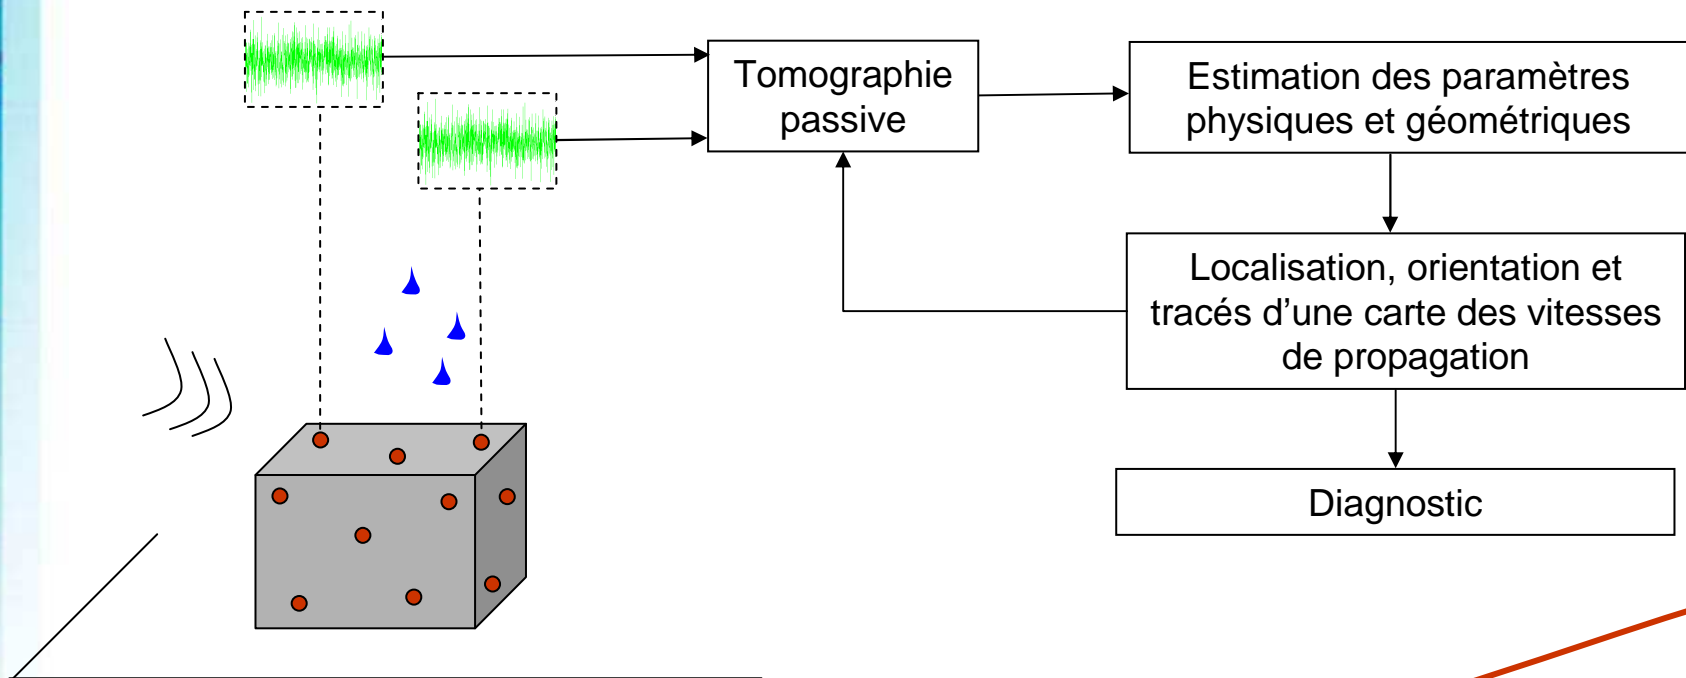 Tomographie
passive
Estimation des paramètres
physiques et géométriques
Localisation, orientation et
tracés d’une carte des vitesses
de propagation
Diagnostic